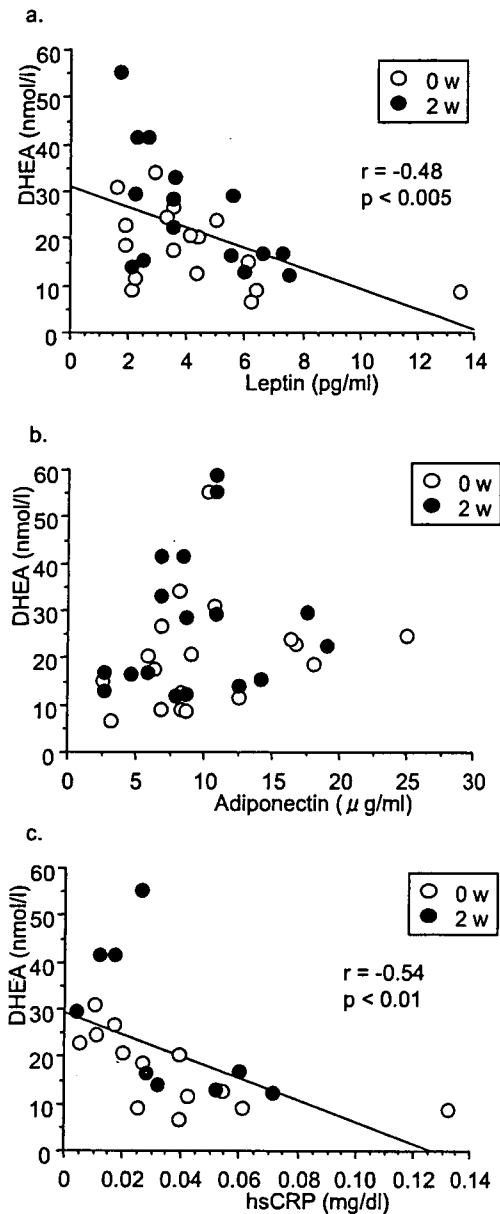 a.
60
50
40
30
20
10
0
DHEA (nmol/l)
0 w
2 w
r = -0.48
p < 0.005
0 2 4 6 8 10 12 14
Leptin (pg/ml)
b.
60
50
40
30
20
10
0
DHEA (nmol/l)
0 w
2 w
0 5 10 15 20 25 30
Adiponectin ( μ g/ml)
c.
60
50
40
30
20
10
0
DHEA (nmol/l)
0 w
2 w
r = -0.54
p < 0.01
0 0.02 0.04 0.06 0.08 0.10 0.12 0.14
hsCRP (mg/dl)